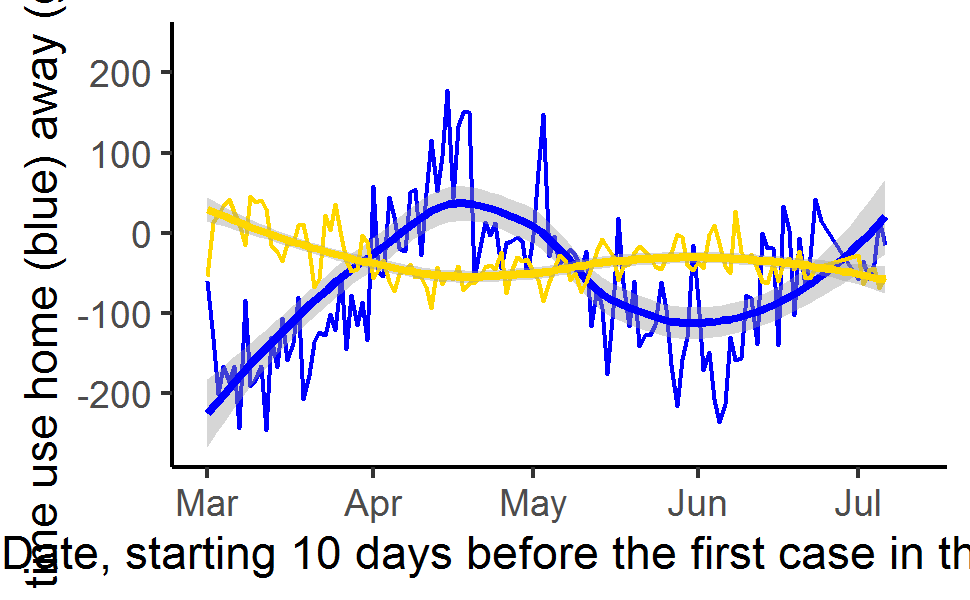 time use home (blue) away (
200
100
0
-100
-200
Mar Apr May Jun Jul
Date, starting 10 days before the first case in th